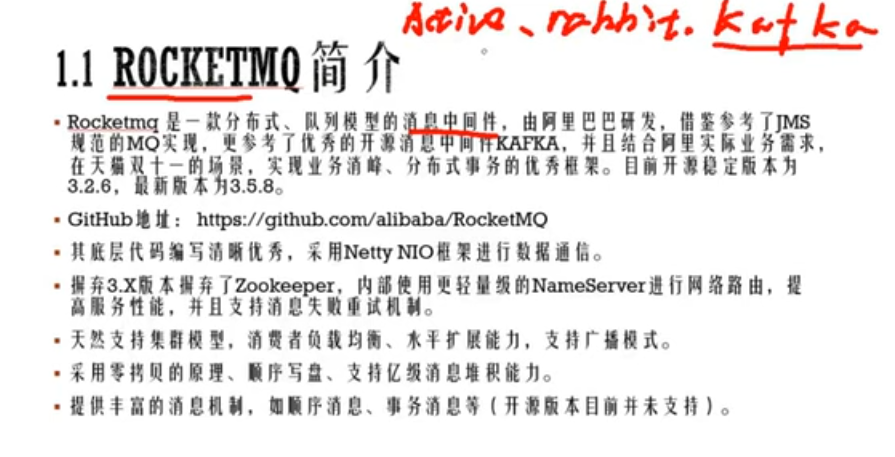 Active、rabbit. kafka
1.1 ROCKETMQ简介
▪ Rocketmq 是一款分布式、队列模型的消息中间件，由阿里巴巴研发，借鉴参考了JMS
规范的MQ实现，更参考了优秀的开源消息中间件KAFKA，并且结合阿里实际业务需求，
在天猫双十一的场景，实现业务消峰、分布式事务的优秀框架。目前开源稳定版本为
3.2.6，最新版本为3.5.8。
▪ GitHub地址： https://github.com/alibaba/RocketMQ
▪ 其底层代码编写清晰优秀，采用Netty NIO框架进行数据通信。
▪ 摒弃3.X版本摒弃了Zookeeper，内部使用更轻量级的NameServer进行网络路由，提
高服务性能，并且支持消息失败重试机制。
▪ 天然支持集群模型，消费者负载均衡、水平扩展能力，支持广播模式。
▪ 采用零拷贝的原理、顺序写盘、支持亿级消息堆积能力。
▪ 提供丰富的消息机制，如顺序消息、事务消息等（开源版本目前并未支持）。